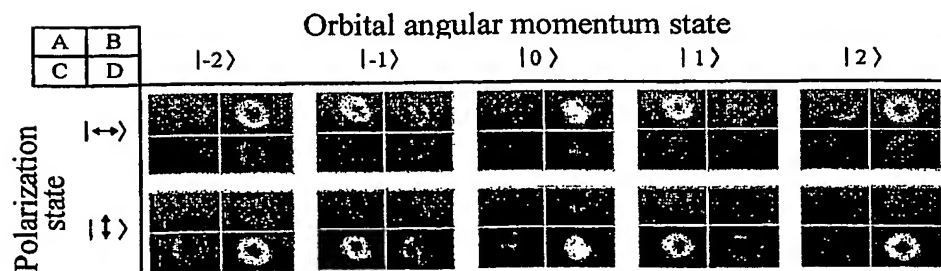 Orbital angular momentum state
A B
C D
|-2⟩ |-1⟩ |0⟩ |1⟩ |2⟩
Polarization
state
|↔⟩
|↕⟩